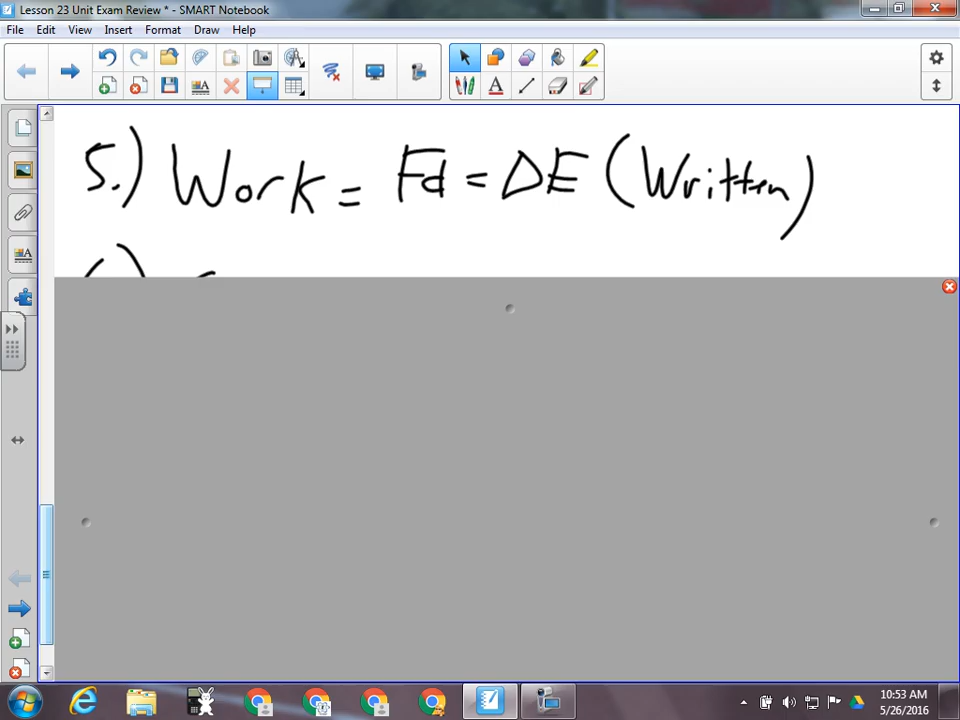 Lesson 23 Unit Exam Review * - SMART Notebook
File Edit View Insert Format Draw Help
5.) Work = Fd = ΔE (Written)
10:53 AM
5/26/2016